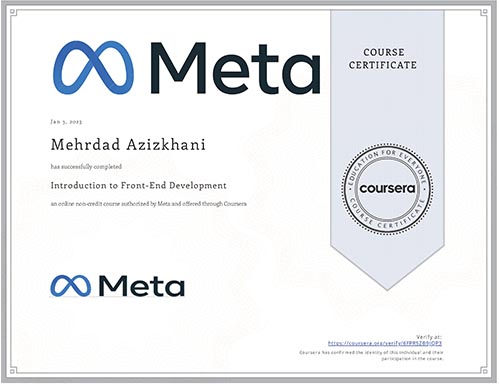 Meta
COURSE
CERTIFICATE
Jan 3, 2023
Mehrdad Azizkhani
has successfully completed
Introduction to Front-End Development
an online non-credit course authorized by Meta and offered through Coursera
EDUCATION FOR EVERYONE
coursera
COURSE CERTIFICATE
Meta
Verify at:
Coursera has confirmed the identity of this individual and their
participation in the course.